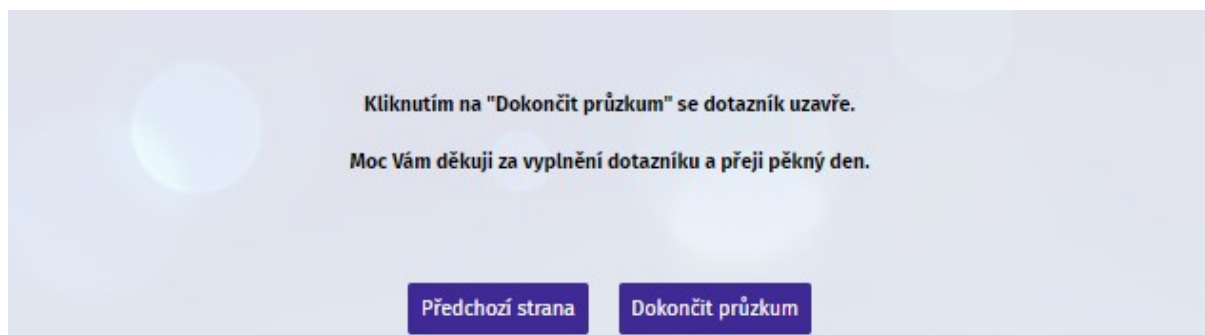 Kliknutím na "Dokončit průzkum" se dotazník uzavře.
Moc Vám děkuji za vyplnění dotazníku a přeji pěkný den.
Předchozí strana
Dokončit průzkum